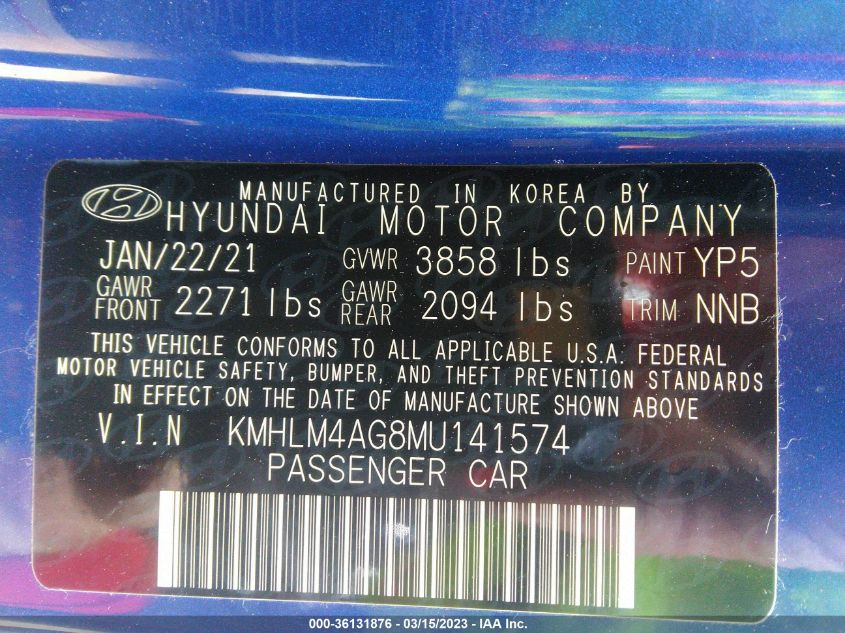 MANUFACTURED IN KOREA BY
HYUNDAI MOTOR COMPANY
JAN/22/21 GVWR 3858 lbs PAINT YP5
GAWR FRONT 2271 lbs GAWR REAR 2094 lbs TRIM NNB
THIS VEHICLE CONFORMS TO ALL APPLICABLE U.S.A. FEDERAL
MOTOR VEHICLE SAFETY, BUMPER, AND THEFT PREVENTION STANDARDS
IN EFFECT ON THE DATE OF MANUFACTURE SHOWN ABOVE
V.I.N KMHLM4AG8MU141574
PASSENGER CAR
000-36131876 - 03/15/2023 - IAA Inc.